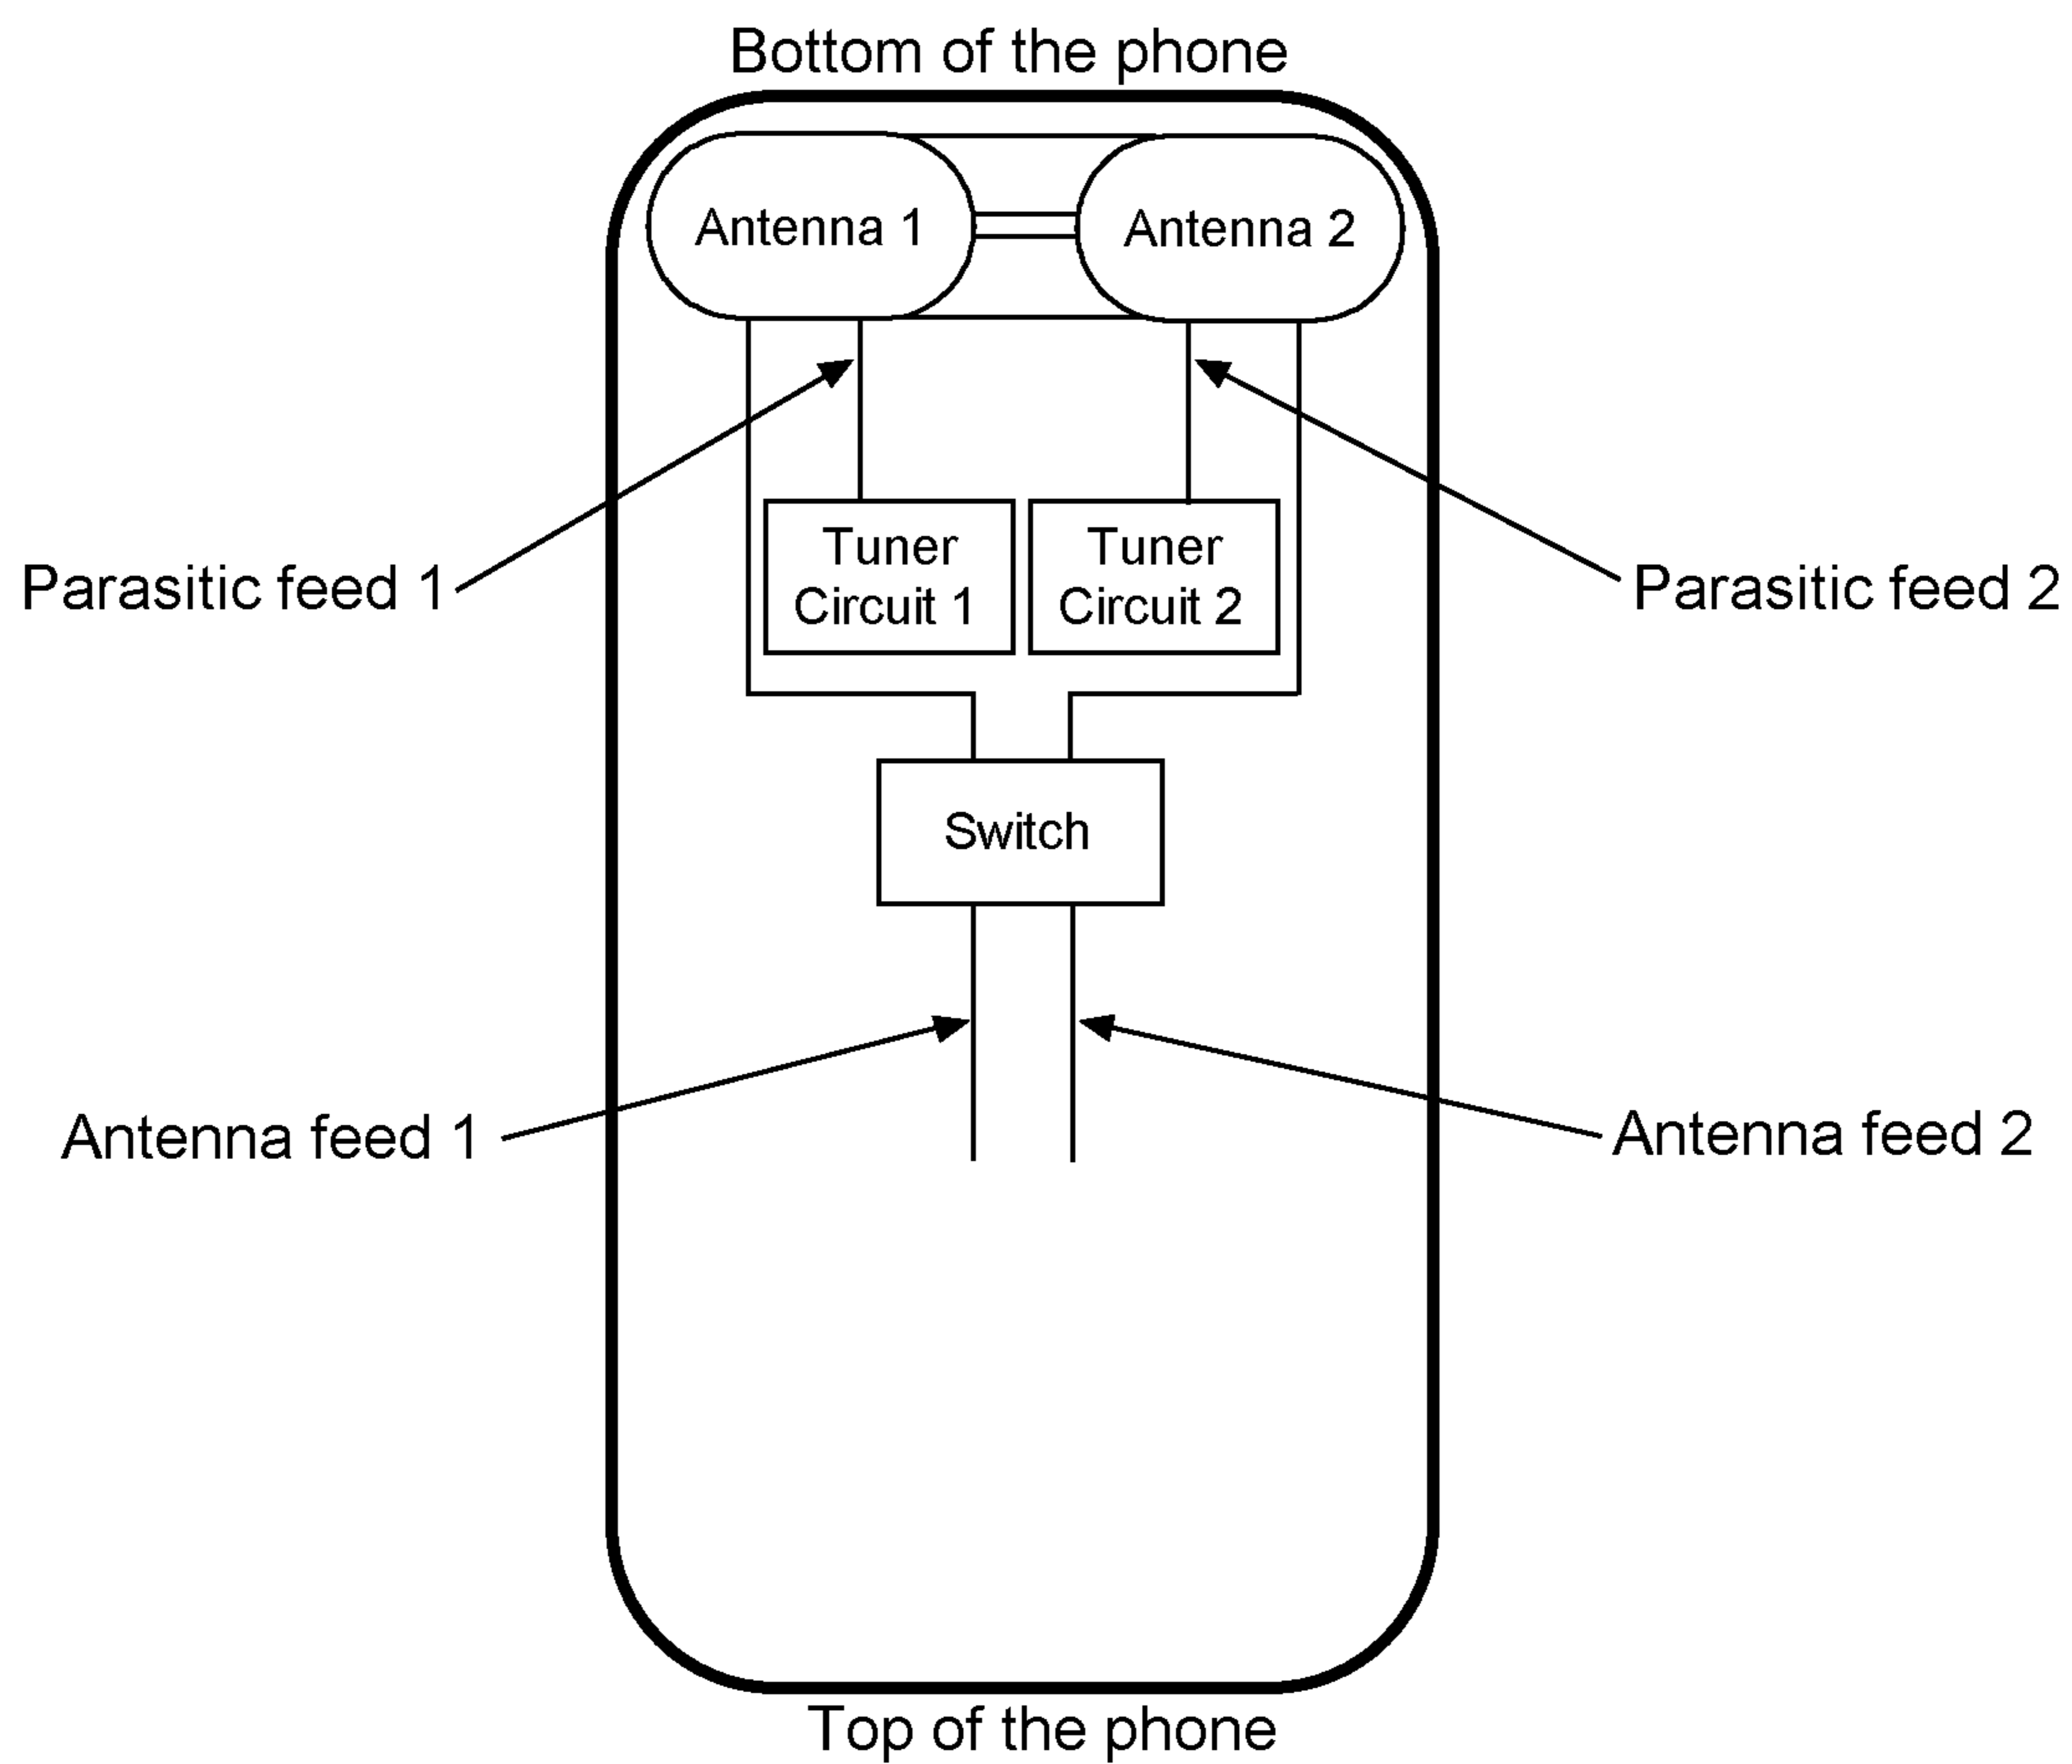 Bottom of the phone
Antenna 1
Antenna 2
Parasitic feed 1
Tuner
Circuit 1
Tuner
Circuit 2
Parasitic feed 2
Switch
Antenna feed 1
Antenna feed 2
Top of the phone